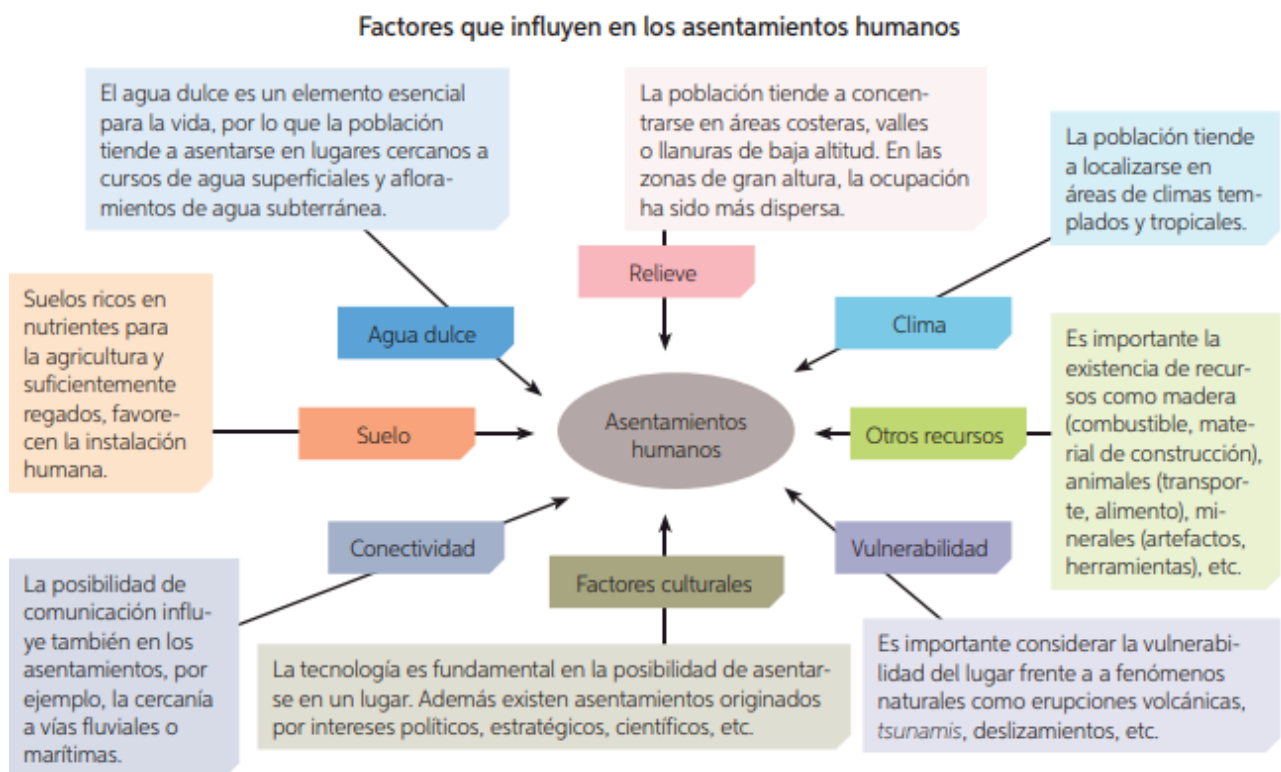 Factores que influyen en los asentamientos humanos
El agua dulce es un elemento esencial
para la vida, por lo que la población
tiende a asentarse en lugares cercanos a
cursos de agua superficiales y aflora-
mientos de agua subterránea.
La población tiende a concen-
trarse en áreas costeras, valles
o llanuras de baja altitud. En las
zonas de gran altura, la ocupación
ha sido más dispersa.
La población tiende
a localizarse en
áreas de climas tem-
plados y tropicales.
Relieve
Agua dulce
Clima
Suelos ricos en
nutrientes para
la agricultura y
suficientemente
regados, favore-
cen la instalación
humana.
Suelo
Asentamientos
humanos
Otros recursos
Es importante la
existencia de recur-
sos como madera
(combustible, mate-
rial de construcción),
animales (transpor-
te, alimento), mi-
nerales (artefactos,
herramientas), etc.
Conectividad
Factores culturales
Vulnerabilidad
La posibilidad de
comunicación influ-
ye también en los
asentamientos, por
ejemplo, la cercanía
a vías fluviales o
marítimas.
La tecnología es fundamental en la posibilidad de asentar-
se en un lugar. Además existen asentamientos originados
por intereses políticos, estratégicos, científicos, etc.
Es importante considerar la vulnerabi-
lidad del lugar frente a a fenómenos
naturales como erupciones volcánicas,
tsunamis, deslizamientos, etc.